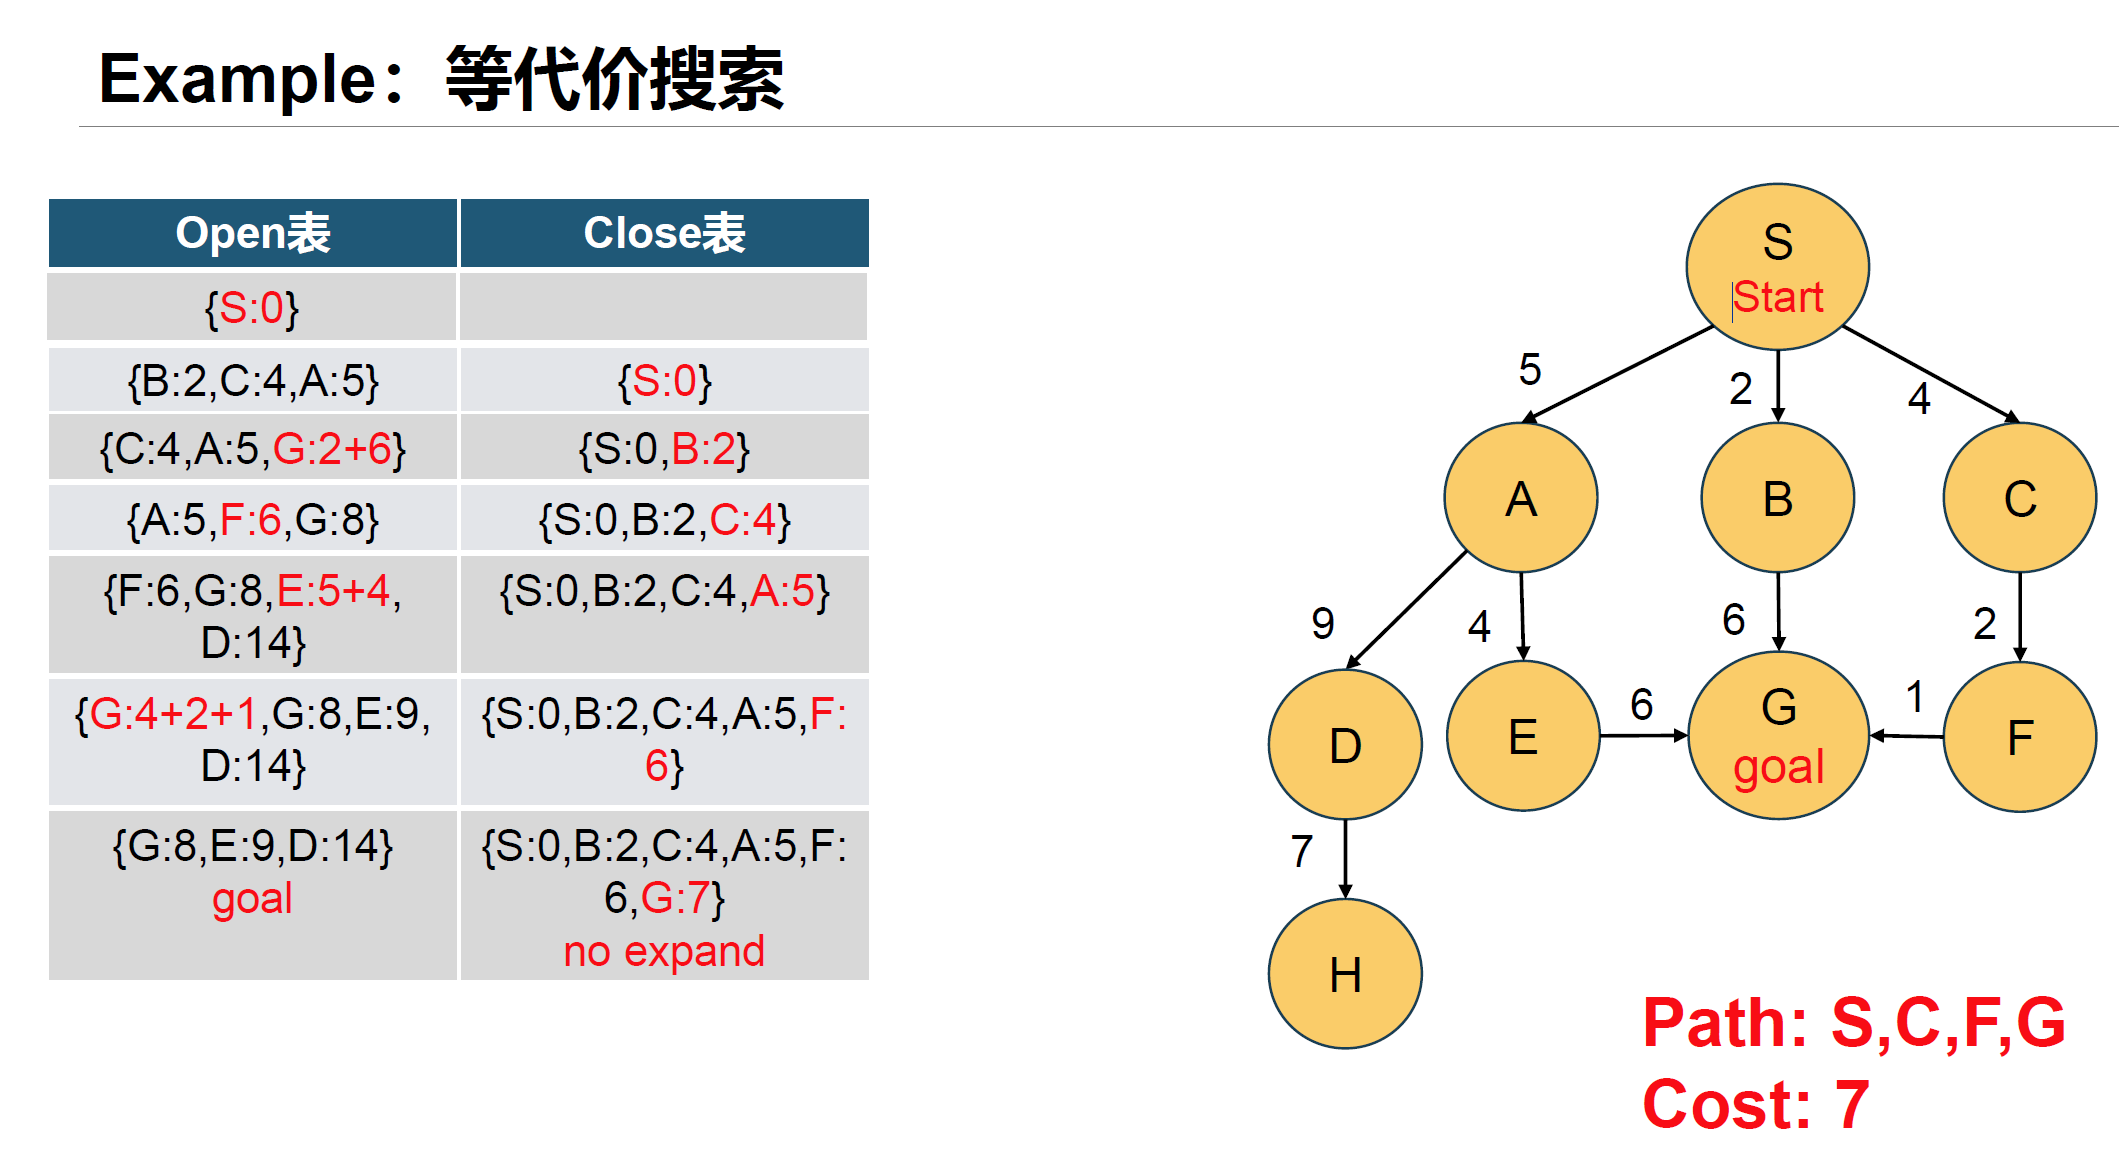 Example：等代价搜索
Open表 Close表
{S:0}
{B:2,C:4,A:5} {S:0}
{C:4,A:5,G:2+6} {S:0,B:2}
{A:5,F:6,G:8} {S:0,B:2,C:4}
{F:6,G:8,E:5+4, {S:0,B:2,C:4,A:5}
D:14}
{G:4+2+1,G:8,E:9, {S:0,B:2,C:4,A:5,F:
D:14} 6}
{G:8,E:9,D:14} {S:0,B:2,C:4,A:5,F:
goal 6,G:7}
no expand
S
Start
5 2 4
A B C
9 4 6 2
D E 6 G 1 F
goal
7
H
Path: S,C,F,G
Cost: 7